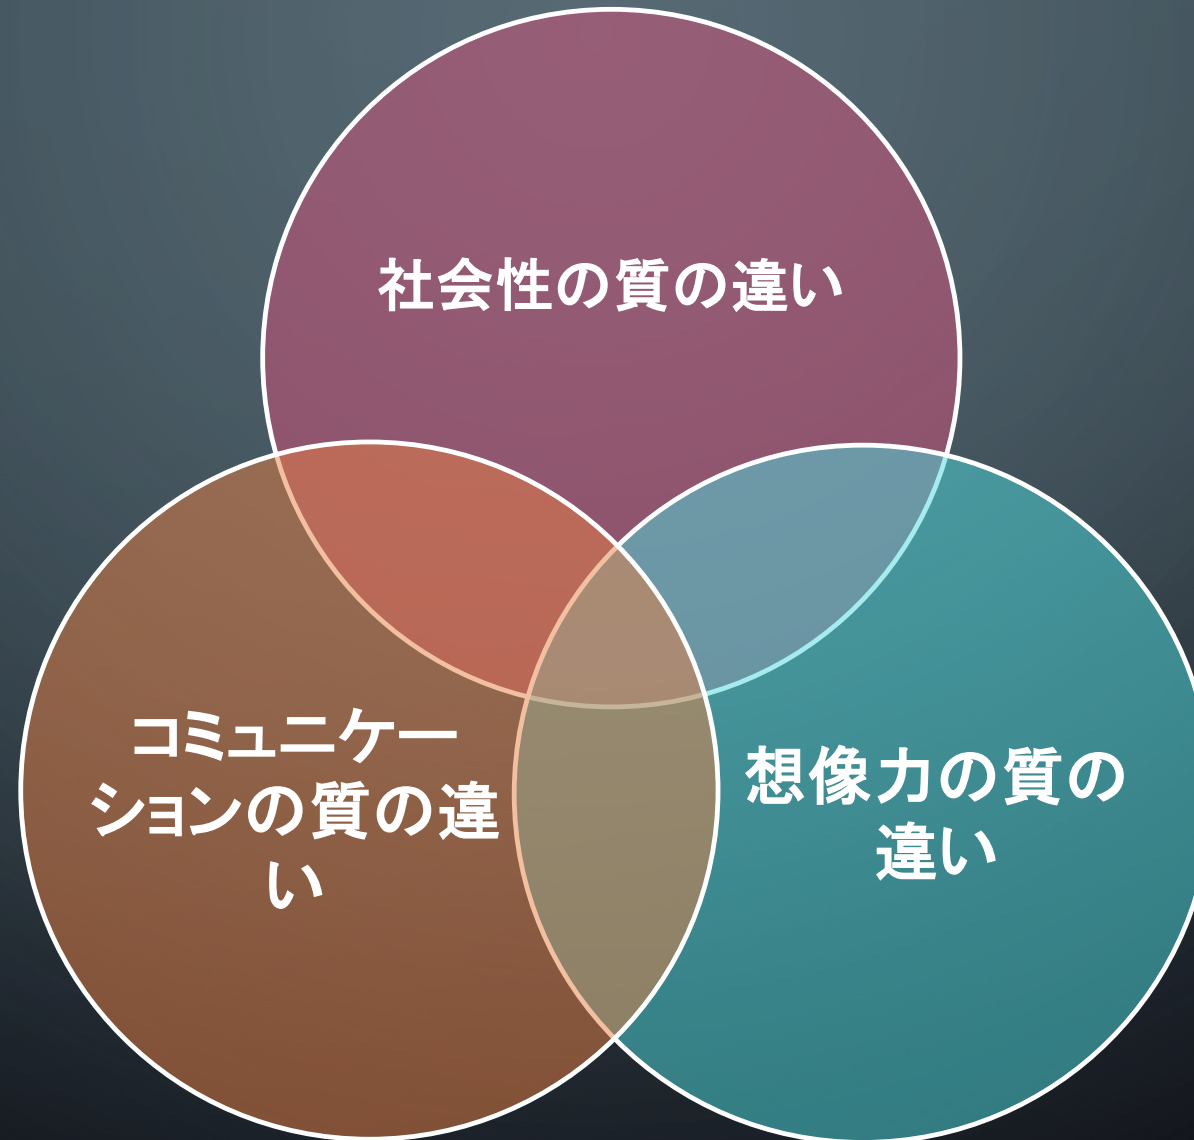 社会性の質の違い
コミュニケー
ションの質の違
い
想像力の質の
違い